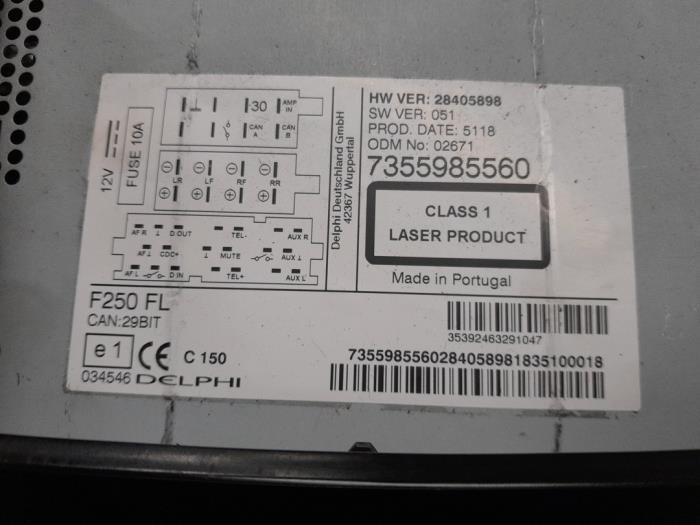 12V
FUSE 10A
30
AMP
IN
CAN
A
CAN
B
LR
LF
RF
RR
AF R
D.OUT
TEL-
AUX R
AF⊥
CDC+
⊥
MUTE
AUX⊥
AF L
D IN
TEL+
AUX L
Delphi Deutschland GmbH
42367 Wuppertal
HW VER: 28405898
SW VER: 051
PROD. DATE: 5118
ODM No: 02671
7355985560
CLASS 1
LASER PRODUCT
Made in Portugal
F250 FL
CAN:29BIT
e 1
CE
C 150
034546 DELPHI
35392463291047
7355985560284058981835100018